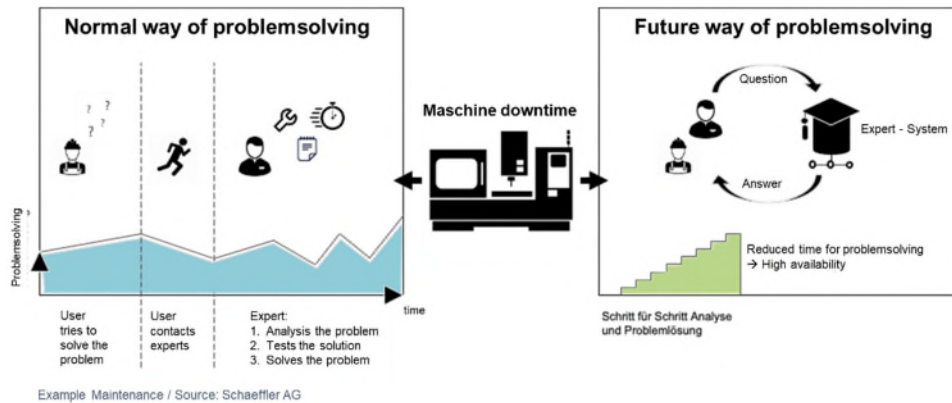 Normal way of problemsolving
? ? ? ?
Problemsolving
time
User
tries to
solve the
problem
User
contacts
experts
Expert:
1. Analysis the problem
2. Tests the solution
3. Solves the problem
Maschine downtime
Future way of problemsolving
Question
Expert - System
Answer
Reduced time for problemsolving
→ High availability
Schritt für Schritt Analyse
und Problemlösung
Example Maintenance / Source: Schaeffler AG